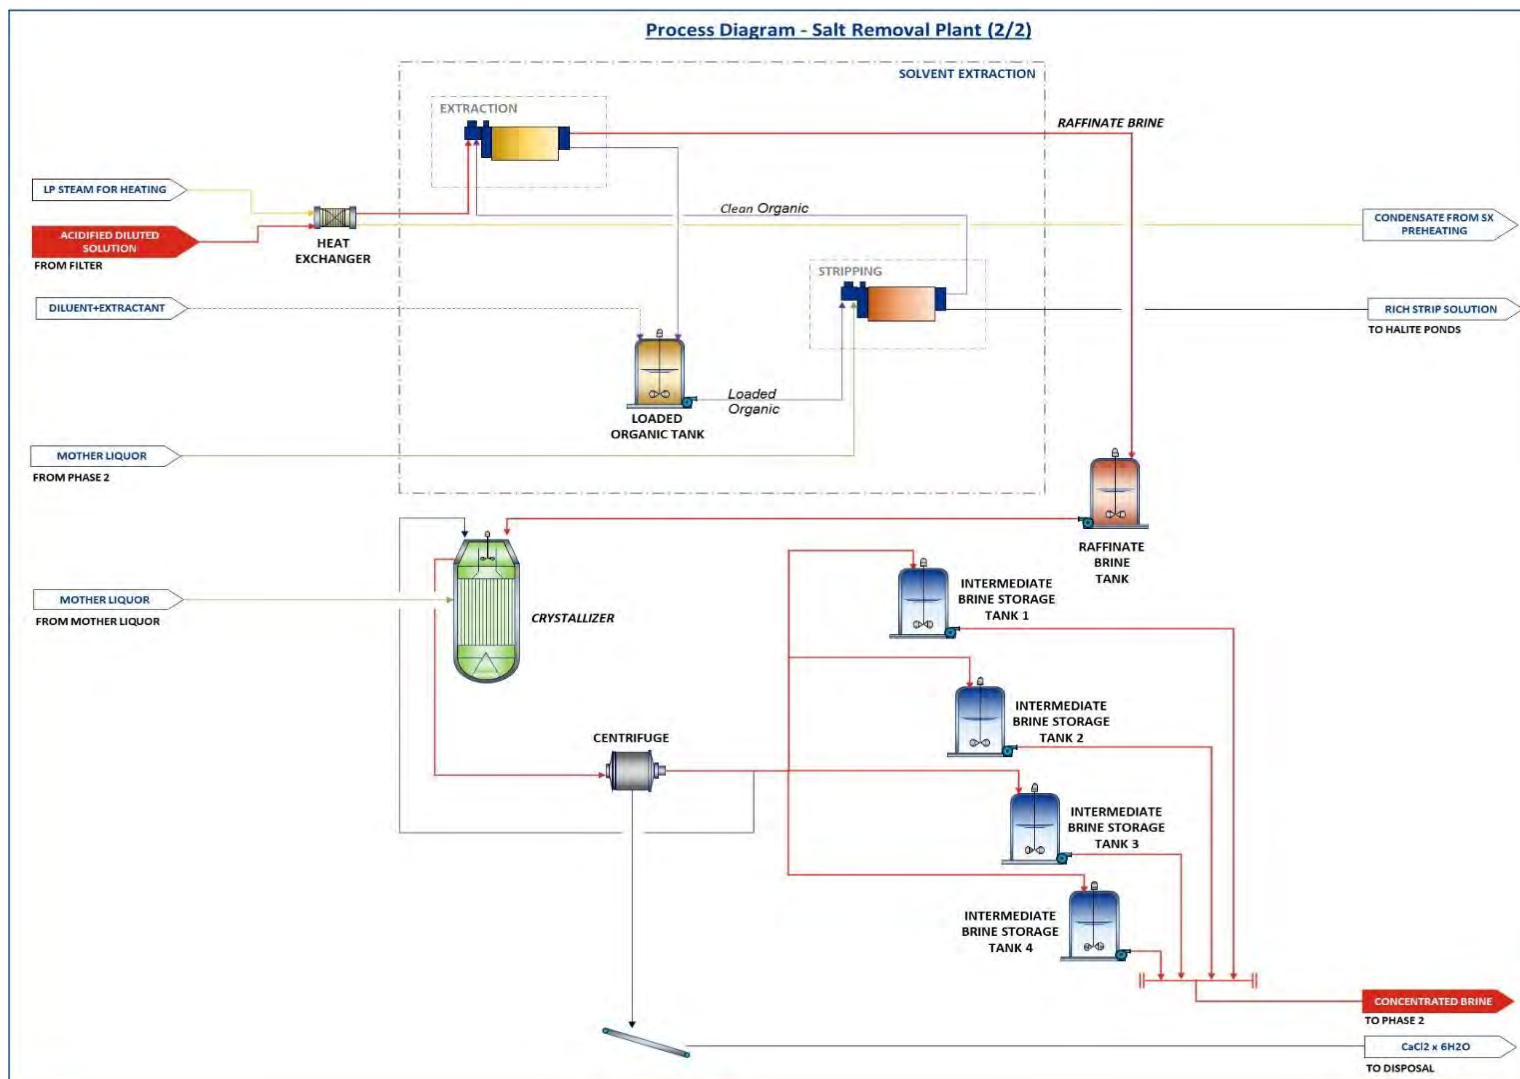 Process Diagram - Salt Removal Plant (2/2)
SOLVENT EXTRACTION
EXTRACTION
RAFFINATE BRINE
LP STEAM FOR HEATING
Clean Organic
ACIDIFIED DILUTED
SOLUTION
FROM FILTER
HEAT
EXCHANGER
CONDENSATE FROM SX
PREHEATING
STRIPPING
DILUENT+EXTRACTANT
RICH STRIP SOLUTION
TO HALITE PONDS
Loaded
Organic
LOADED
ORGANIC TANK
MOTHER LIQUOR
FROM PHASE 2
RAFFINATE
BRINE
TANK
MOTHER LIQUOR
FROM MOTHER LIQUOR
CRYSTALLIZER
INTERMEDIATE
BRINE STORAGE
TANK 1
INTERMEDIATE
BRINE STORAGE
TANK 2
CENTRIFUGE
INTERMEDIATE
BRINE STORAGE
TANK 3
INTERMEDIATE
BRINE STORAGE
TANK 4
CONCENTRATED BRINE
TO PHASE 2
CaCl2 x 6H2O
TO DISPOSAL